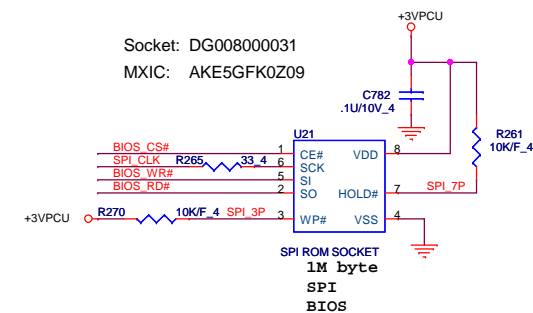 +3VPCU
Socket: DG008000031
MXIC: AKE5GFK0Z09
C782
.1U/10V_4
U21
R261
10K/F_4
BIOS_CS# 1 CE# VDD 8
SPI_CLK R265 33_4 6 SCK
BIOS_WR# 5 SI
BIOS_RD# 2 SO HOLD# 7 SPI_7P
+3VPCU R270 10K/F_4 SPI_3P 3 WP# VSS 4
SPI ROM SOCKET
1M byte
SPI
BIOS